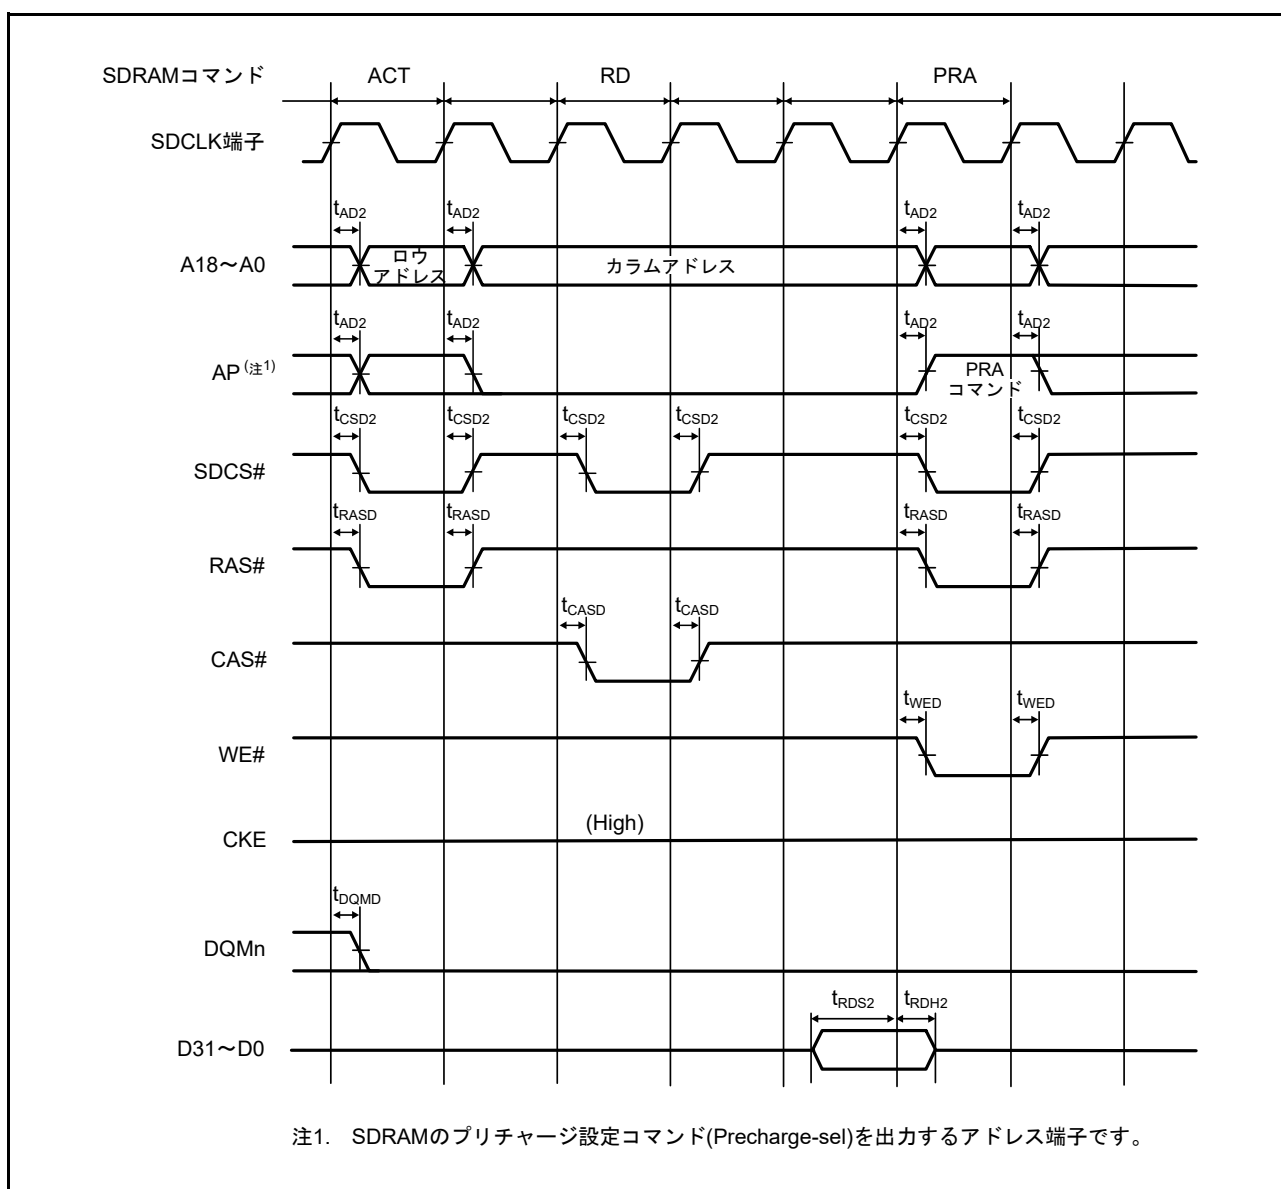 SDRAMコマンド ACT RD PRA
SDCLK端子
tAD2 tAD2 tAD2 tAD2
A18～A0 ロウ アドレス カラムアドレス
tAD2 tAD2 tAD2 tAD2
AP(注1) PRA コマンド
tCSD2 tCSD2 tCSD2 tCSD2 tCSD2 tCSD2
SDCS#
tRASD tRASD tRASD tRASD
RAS#
tCASD tCASD
CAS#
tWED tWED
WE#
(High)
CKE
tDQMD
DQMn
tRDS2 tRDH2
D31～D0
注1. SDRAMのプリチャージ設定コマンド(Precharge-sel)を出力するアドレス端子です。